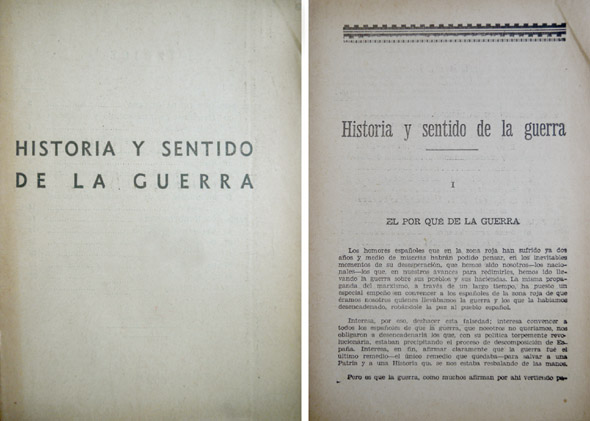 HISTORIA Y SENTIDO
DE LA GUERRA
Historia y sentido de la guerra
I
EL POR QUE DE LA GUERRA
Los hombres españoles que en la zona roja han sufrido ya dos
años y medio de miserias habrán podido pensar, en los inevitables
momentos de su desesperación, que hemos sido nosotros—los nacio-
nales—los que, en nuestros avances para redimirles, hemos ido lle-
vando la guerra sobre sus pueblos y sus haciendas. La misma propa-
ganda del marxismo, a través de un largo tiempo, ha puesto un
especial empeño en convencer a los españoles de la zona roja de que
éramos nosotros quienes llevábamos la guerra y los que la habíamos
desencadenado, robándole la paz al pueblo español.
Interesa, por eso, deshacer esta falsedad; interesa convencer a
todos los españoles de que la guerra, que nosotros no queríamos, nos
obligaron a desencadenarla los que, con su política torpemente revo-
lucionaria, estaban precipitando el proceso de descomposición de Es-
paña. Interesa, en fin, afirmar claramente que la guerra fué el
último remedio—el único remedio que quedaba—para salvar a una
Patria y a una Historia que se nos estaba resbalando de las manos.
Pero es que la guerra, como muchos afirman por ahí vertiendo pa-